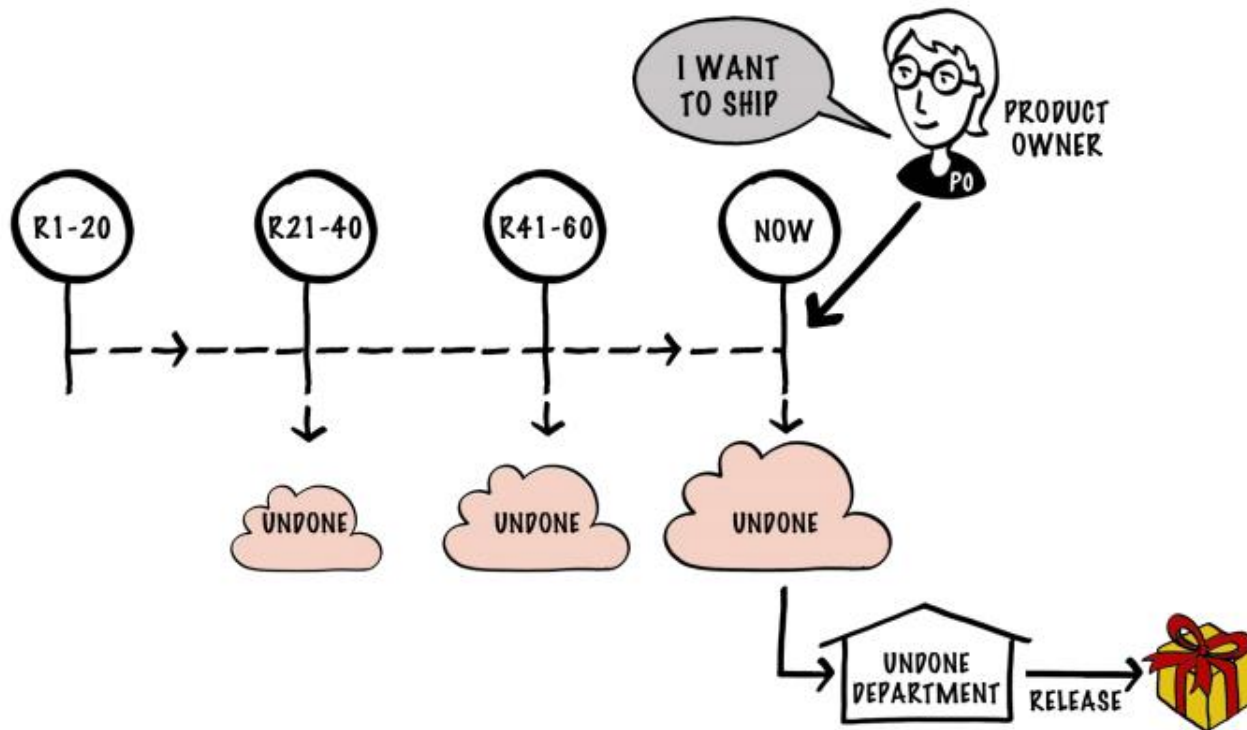 I WANT
TO SHIP
PRODUCT
OWNER
PO
R1-20
R21-40
R41-60
NOW
UNDONE
UNDONE
UNDONE
UNDONE
DEPARTMENT
RELEASE